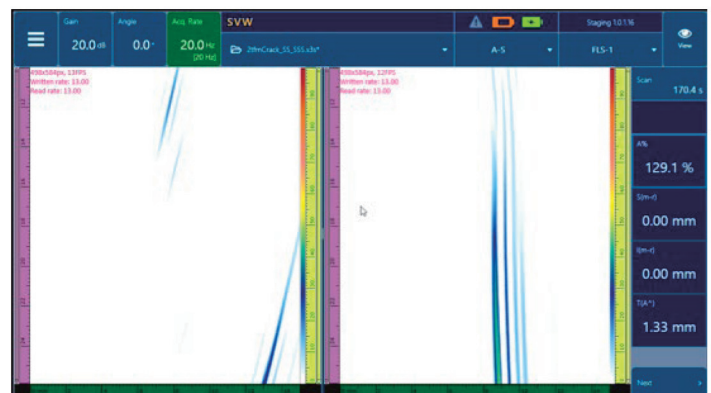 Gain
20.0 dB
Angle
0.0°
Acq. Rate
20.0 Hz
[20 Hz]
SVW
Staging 1.0.1.16
A-S
FLS-1
View
498x584px, 13FPS
Written rate: 13.00
Read rate: 13.00
498x584px, 12FPS
Written rate: 13.00
Read rate: 13.00
Scan
170.4 s
A%
129.1 %
S(m-r)
0.00 mm
I(m-r)
0.00 mm
T(A^)
1.33 mm
Next